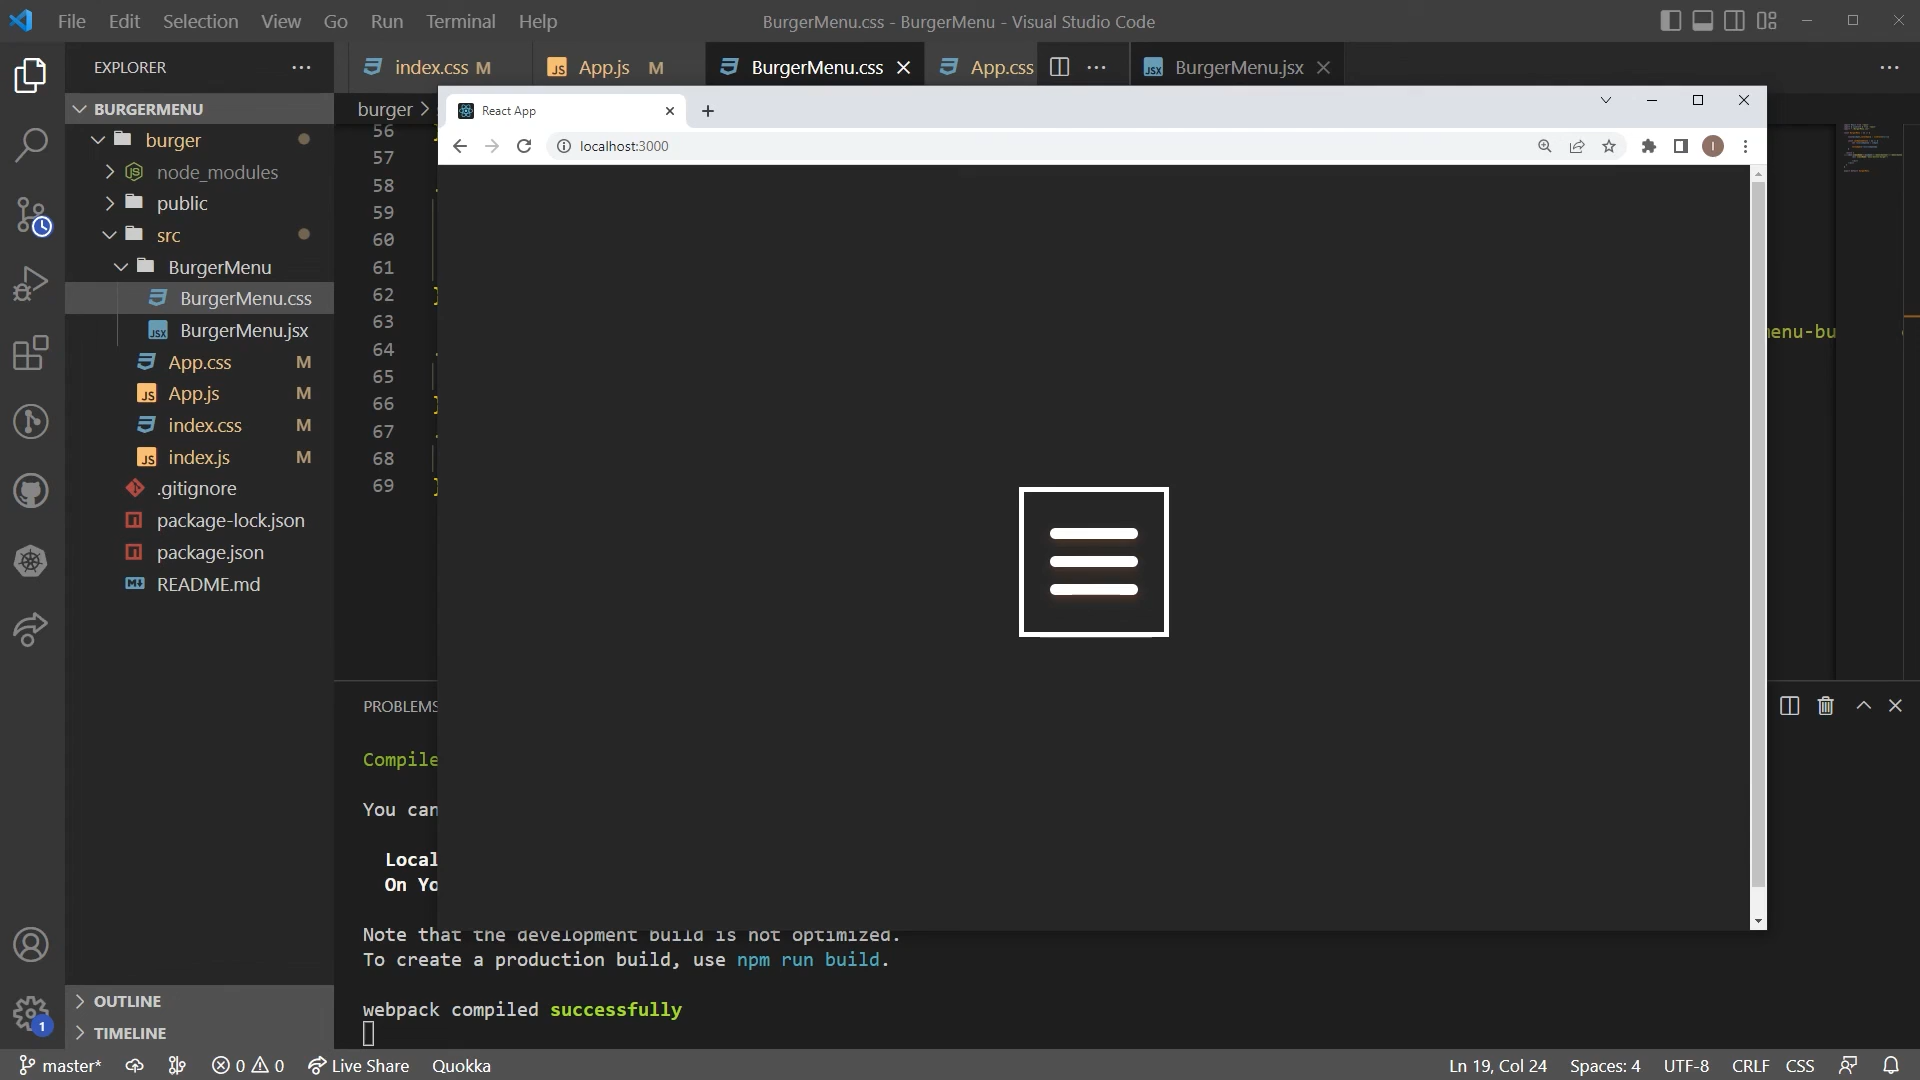 File Edit Selection View Go Run Terminal Help
BurgerMenu.css - BurgerMenu - Visual Studio Code
EXPLORER
index.css M
App.js M
BurgerMenu.css
App.css
BurgerMenu.jsx
BURGERMENU
burger
node_modules
public
src
BurgerMenu
BurgerMenu.css
BurgerMenu.jsx
App.css M
App.js M
index.css M
index.js M
.gitignore
package-lock.json
package.json
README.md
OUTLINE
TIMELINE
burger >
56
57
58
59
60
61
62 }
63
64
65
66 }
67
68
69 }
React App
localhost:3000
I
enu-bu
PROBLEMS
Compile
You can
Local
On Yo
Note that the development build is not optimized.
To create a production build, use npm run build.
webpack compiled successfully
1
master* 0 0 Live Share Quokka
Ln 19, Col 24 Spaces: 4 UTF-8 CRLF CSS